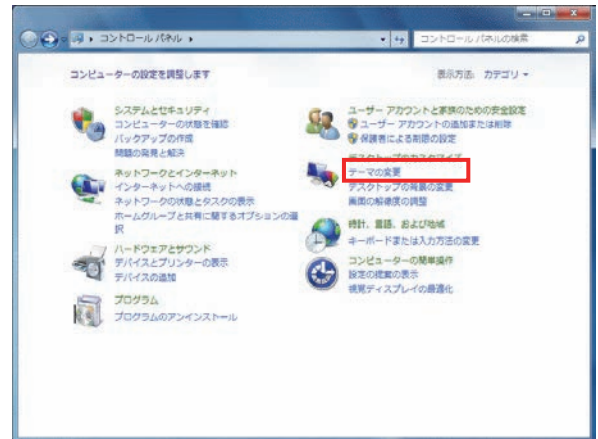 コントロール パネル
コントロール パネルの検索
コンピューターの設定を調整します
表示方法: カテゴリ
システムとセキュリティ
コンピューターの状態を確認
バックアップの作成
問題の発見と解決
ネットワークとインターネット
インターネットへの接続
ネットワークの状態とタスクの表示
ホームグループと共有に関するオプションの選
択
ハードウェアとサウンド
デバイスとプリンターの表示
デバイスの追加
プログラム
プログラムのアンインストール
ユーザー アカウントと家族のための安全設定
ユーザー アカウントの追加または削除
保護者による制限の設定
デスクトップのカスタマイズ
テーマの変更
デスクトップの背景の変更
画面の解像度の調整
時計、言語、および地域
キーボードまたは入力方法の変更
コンピューターの簡単操作
設定の提案の表示
視覚ディスプレイの最適化